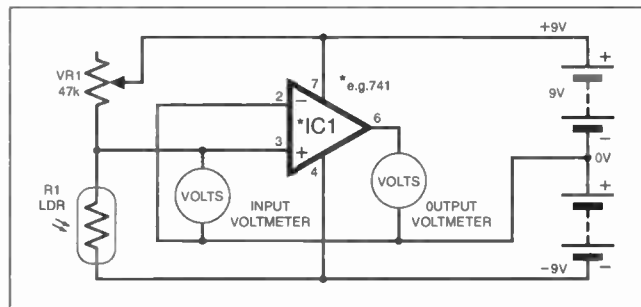 +9V
VR1
47k
7
*e.g.741
+
9V
2
−
*IC1
6
−
3
+
0V
4
R1
LDR
VOLTS
INPUT
VOLTMETER
VOLTS
0UTPUT
VOLTMETER
+
−9V
−